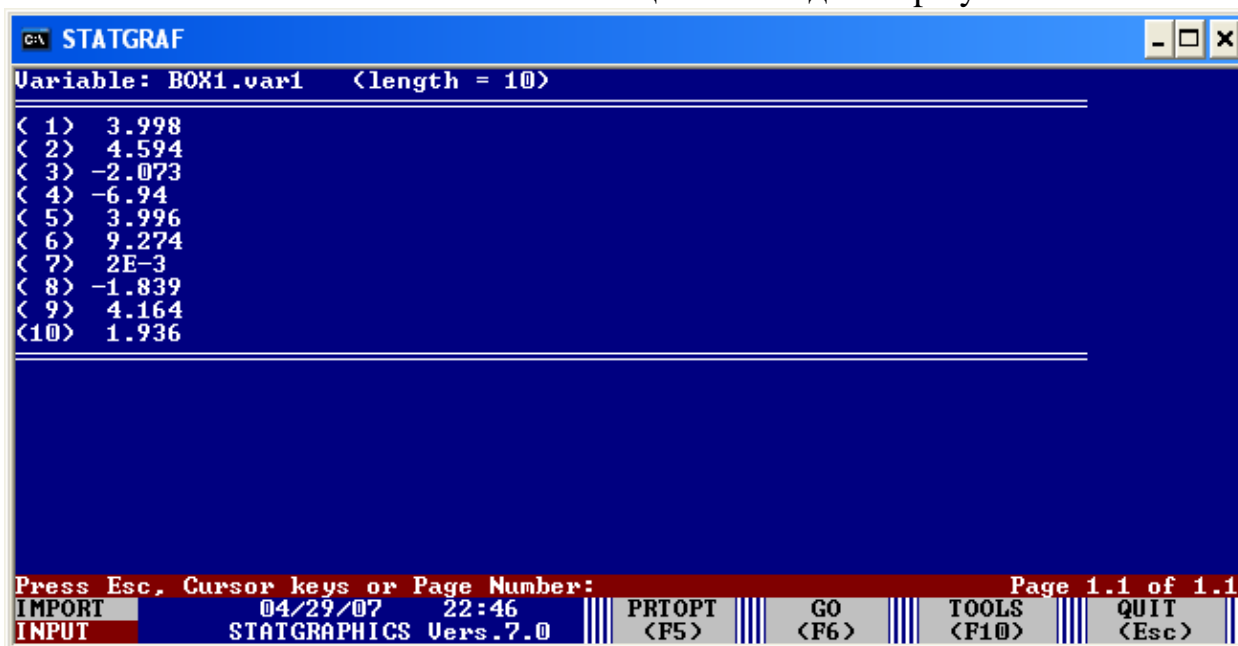 STATGRAF
Variable: BOX1.var1 (length = 10)
( 1) 3.998
( 2) 4.594
( 3) -2.073
( 4) -6.94
( 5) 3.996
( 6) 9.274
( 7) 2E-3
( 8) -1.839
( 9) 4.164
(10) 1.936
Press Esc, Cursor keys or Page Number: Page 1.1 of 1.1
IMPORT 04/29/07 22:46 PRTOPT GO TOOLS QUIT
INPUT STATGRAPHICS Vers.7.0 (F5) (F6) (F10) (Esc)